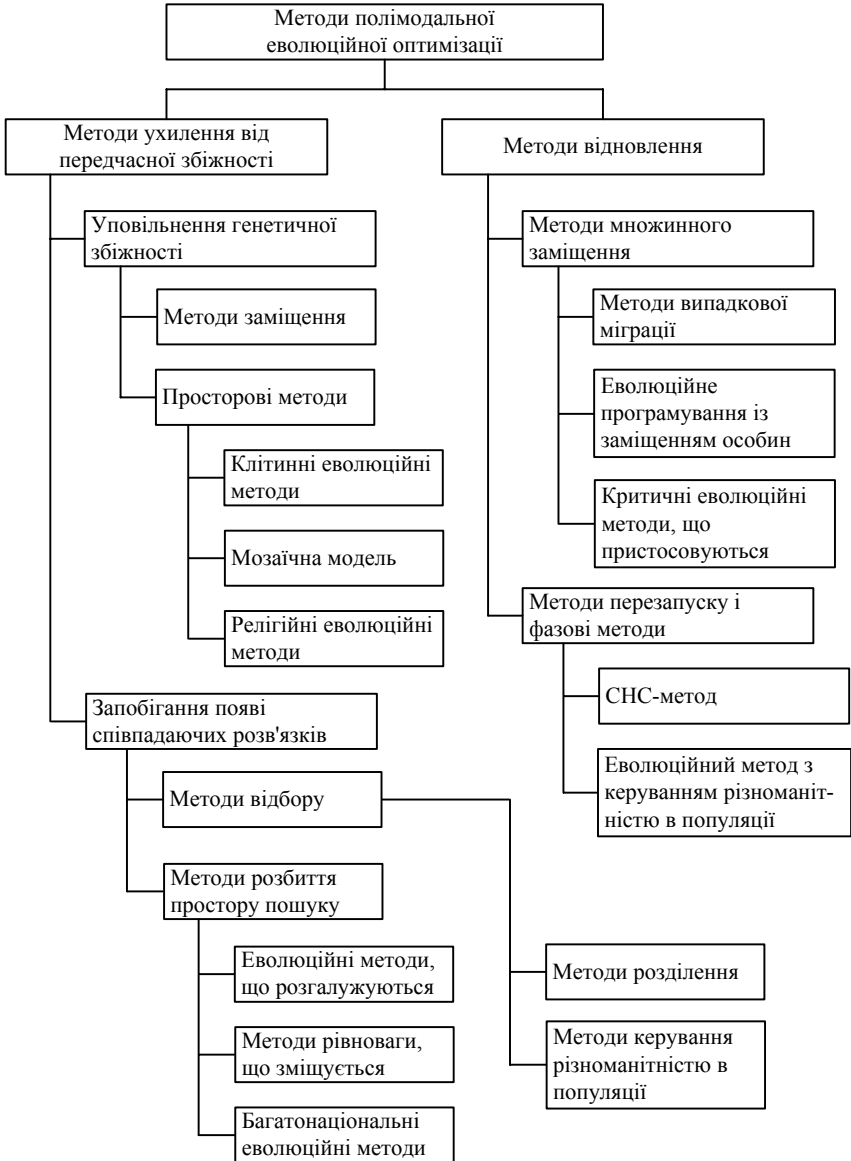 Методи полімодальної
еволюційної оптимізації
Методи ухилення від
передчасної збіжності
Методи відновлення
Уповільнення генетичної
збіжності
Методи заміщення
Просторові методи
Клітинні еволюційні
методи
Мозаїчна модель
Релігійні еволюційні
методи
Запобігання появі
співпадаючих розв'язків
Методи відбору
Методи розбиття
простору пошуку
Еволюційні методи,
що розгалужуються
Методи рівноваги,
що зміщується
Багатонаціональні
еволюційні методи
Методи множинного
заміщення
Методи випадкової
міграції
Еволюційне
програмування із
заміщенням особин
Критичні еволюційні
методи, що
пристосовуються
Методи перезапуску і
фазові методи
СНС-метод
Еволюційний метод з
керуванням різноманіт-
ністю в популяції
Методи розділення
Методи керування
різноманітністю в
популяції